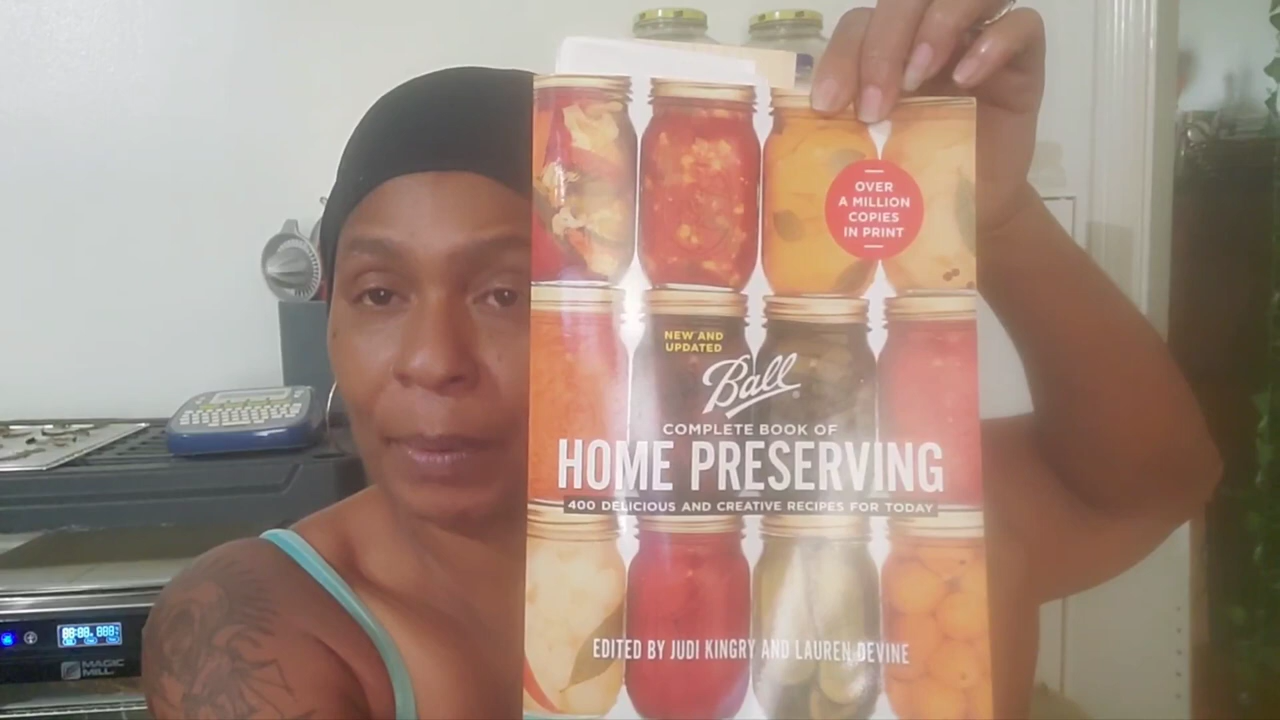 OVER
A MILLION
COPIES
IN PRINT
NEW AND
UPDATED
Ball
COMPLETE BOOK OF
HOME PRESERVING
400 DELICIOUS AND CREATIVE RECIPES FOR TODAY
EDITED BY JUDI KINGRY AND LAUREN DEVINE
MAGIC
MILL